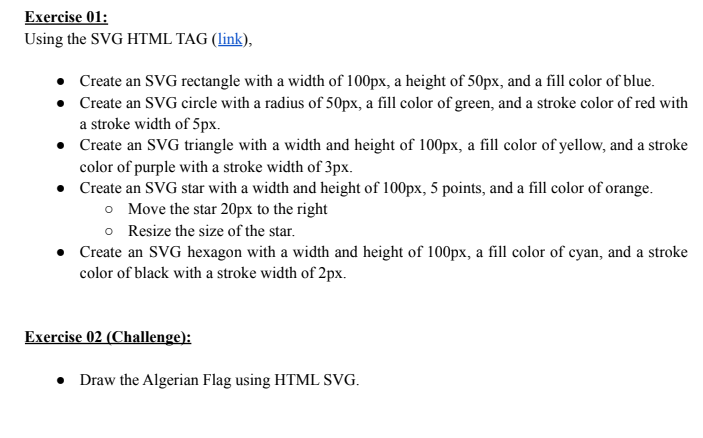 Exercise 01:
Using the SVG HTML TAG (link),
● Create an SVG rectangle with a width of 100px, a height of 50px, and a fill color of blue.
● Create an SVG circle with a radius of 50px, a fill color of green, and a stroke color of red with
a stroke width of 5px.
● Create an SVG triangle with a width and height of 100px, a fill color of yellow, and a stroke
color of purple with a stroke width of 3px.
● Create an SVG star with a width and height of 100px, 5 points, and a fill color of orange.
○ Move the star 20px to the right
○ Resize the size of the star.
● Create an SVG hexagon with a width and height of 100px, a fill color of cyan, and a stroke
color of black with a stroke width of 2px.
Exercise 02 (Challenge):
● Draw the Algerian Flag using HTML SVG.